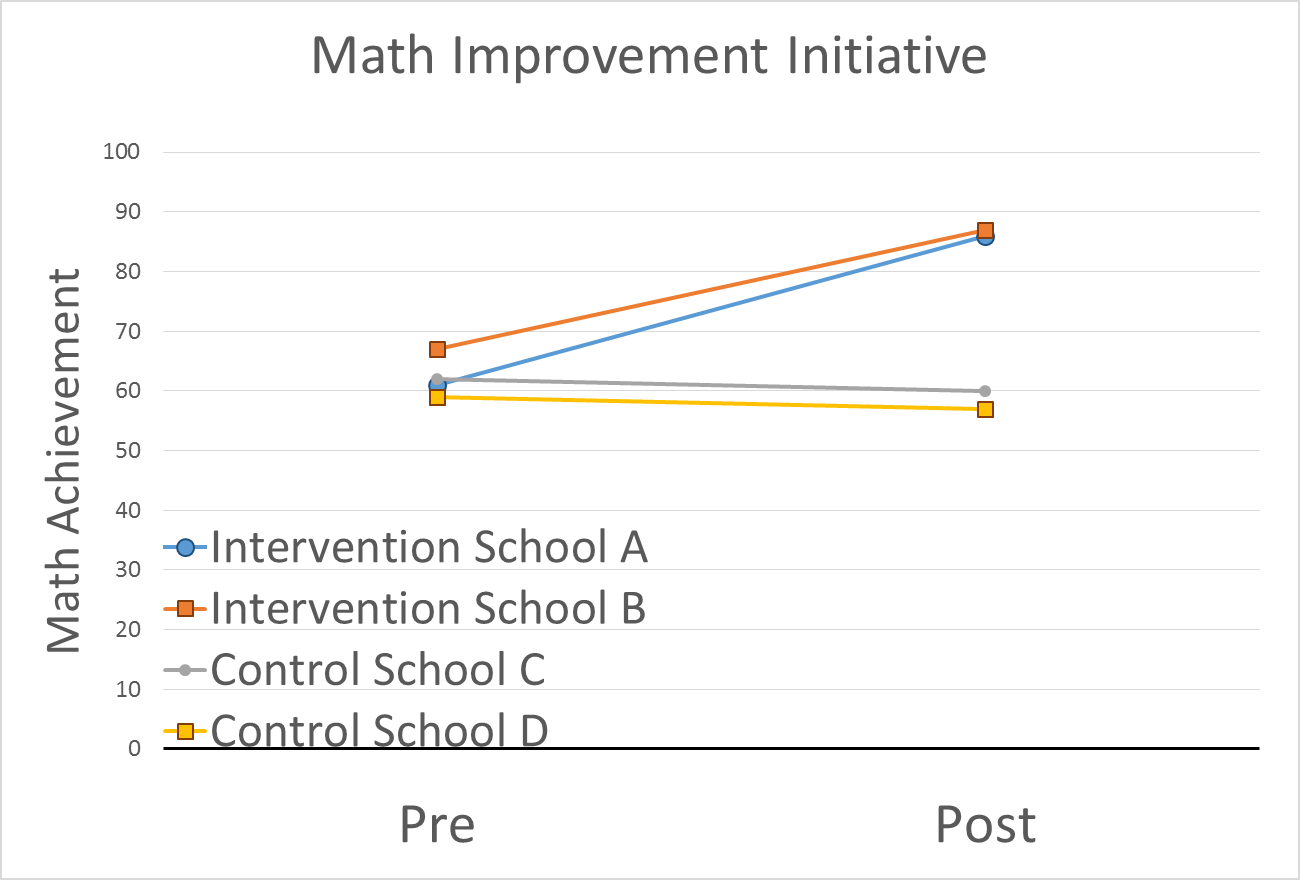 Math Improvement Initiative
Math Achievement
100
90
80
70
60
50
40
30
20
10
0
Intervention School A
Intervention School B
Control School C
Control School D
Pre
Post